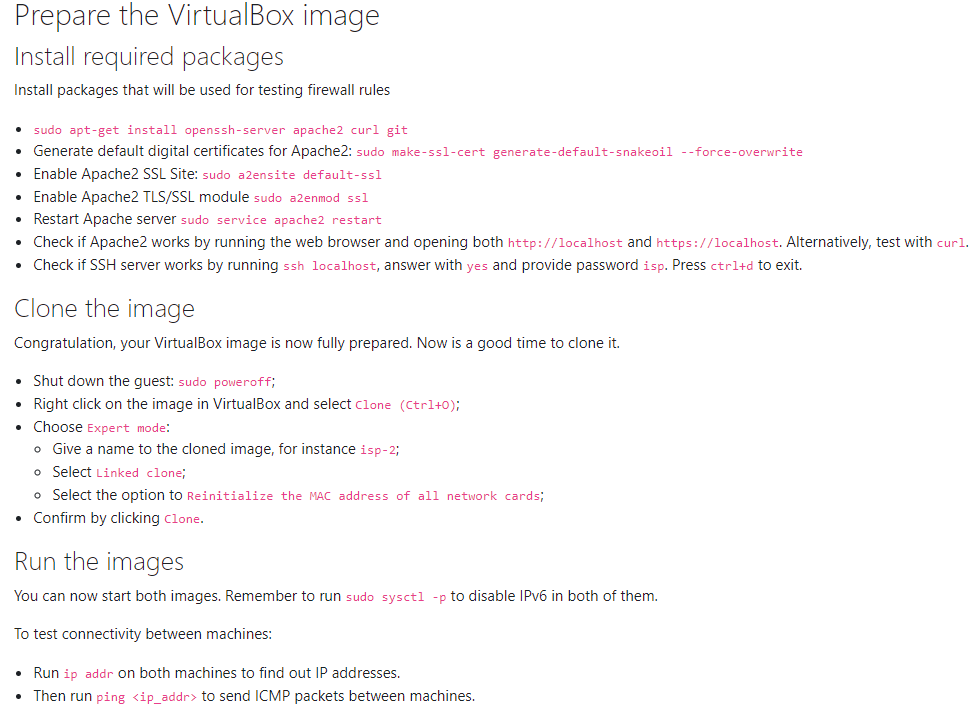 Prepare the VirtualBox image
Install required packages
Install packages that will be used for testing firewall rules
• sudo apt-get install openssh-server apache2 curl git
• Generate default digital certificates for Apache2: sudo make-ssl-cert generate-default-snakeoil --force-overwrite
• Enable Apache2 SSL Site: sudo a2ensite default-ssl
• Enable Apache2 TLS/SSL module sudo a2enmod ssl
• Restart Apache server sudo service apache2 restart
• Check if Apache2 works by running the web browser and opening both http://localhost and https://localhost. Alternatively, test with curl.
• Check if SSH server works by running ssh localhost, answer with yes and provide password isp. Press ctrl+d to exit.
Clone the image
Congratulation, your VirtualBox image is now fully prepared. Now is a good time to clone it.
• Shut down the guest: sudo poweroff;
• Right click on the image in VirtualBox and select Clone (Ctrl+O);
• Choose Expert mode:
◦ Give a name to the cloned image, for instance isp-2;
◦ Select Linked clone;
◦ Select the option to Reinitialize the MAC address of all network cards;
• Confirm by clicking Clone.
Run the images
You can now start both images. Remember to run sudo sysctl -p to disable IPv6 in both of them.
To test connectivity between machines:
• Run ip addr on both machines to find out IP addresses.
• Then run ping <ip_addr> to send ICMP packets between machines.